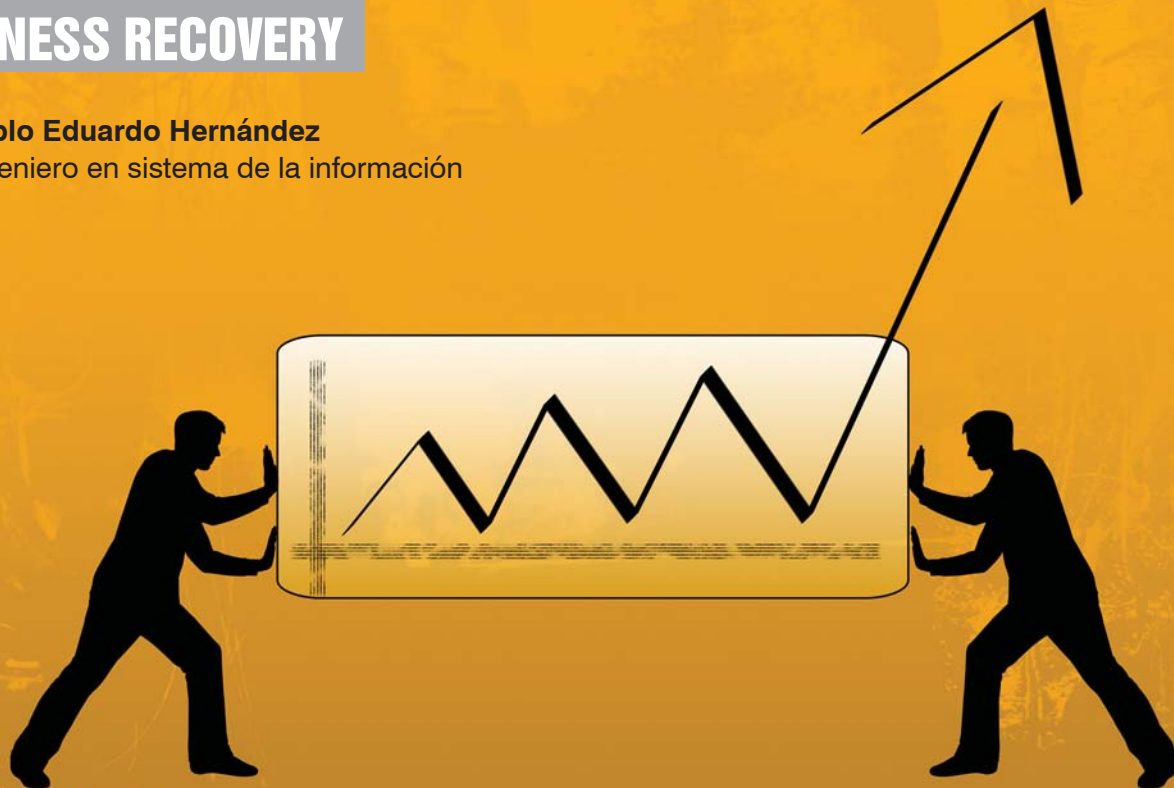 NESS RECOVERY
blo Eduardo Hernández
eniero en sistema de la información